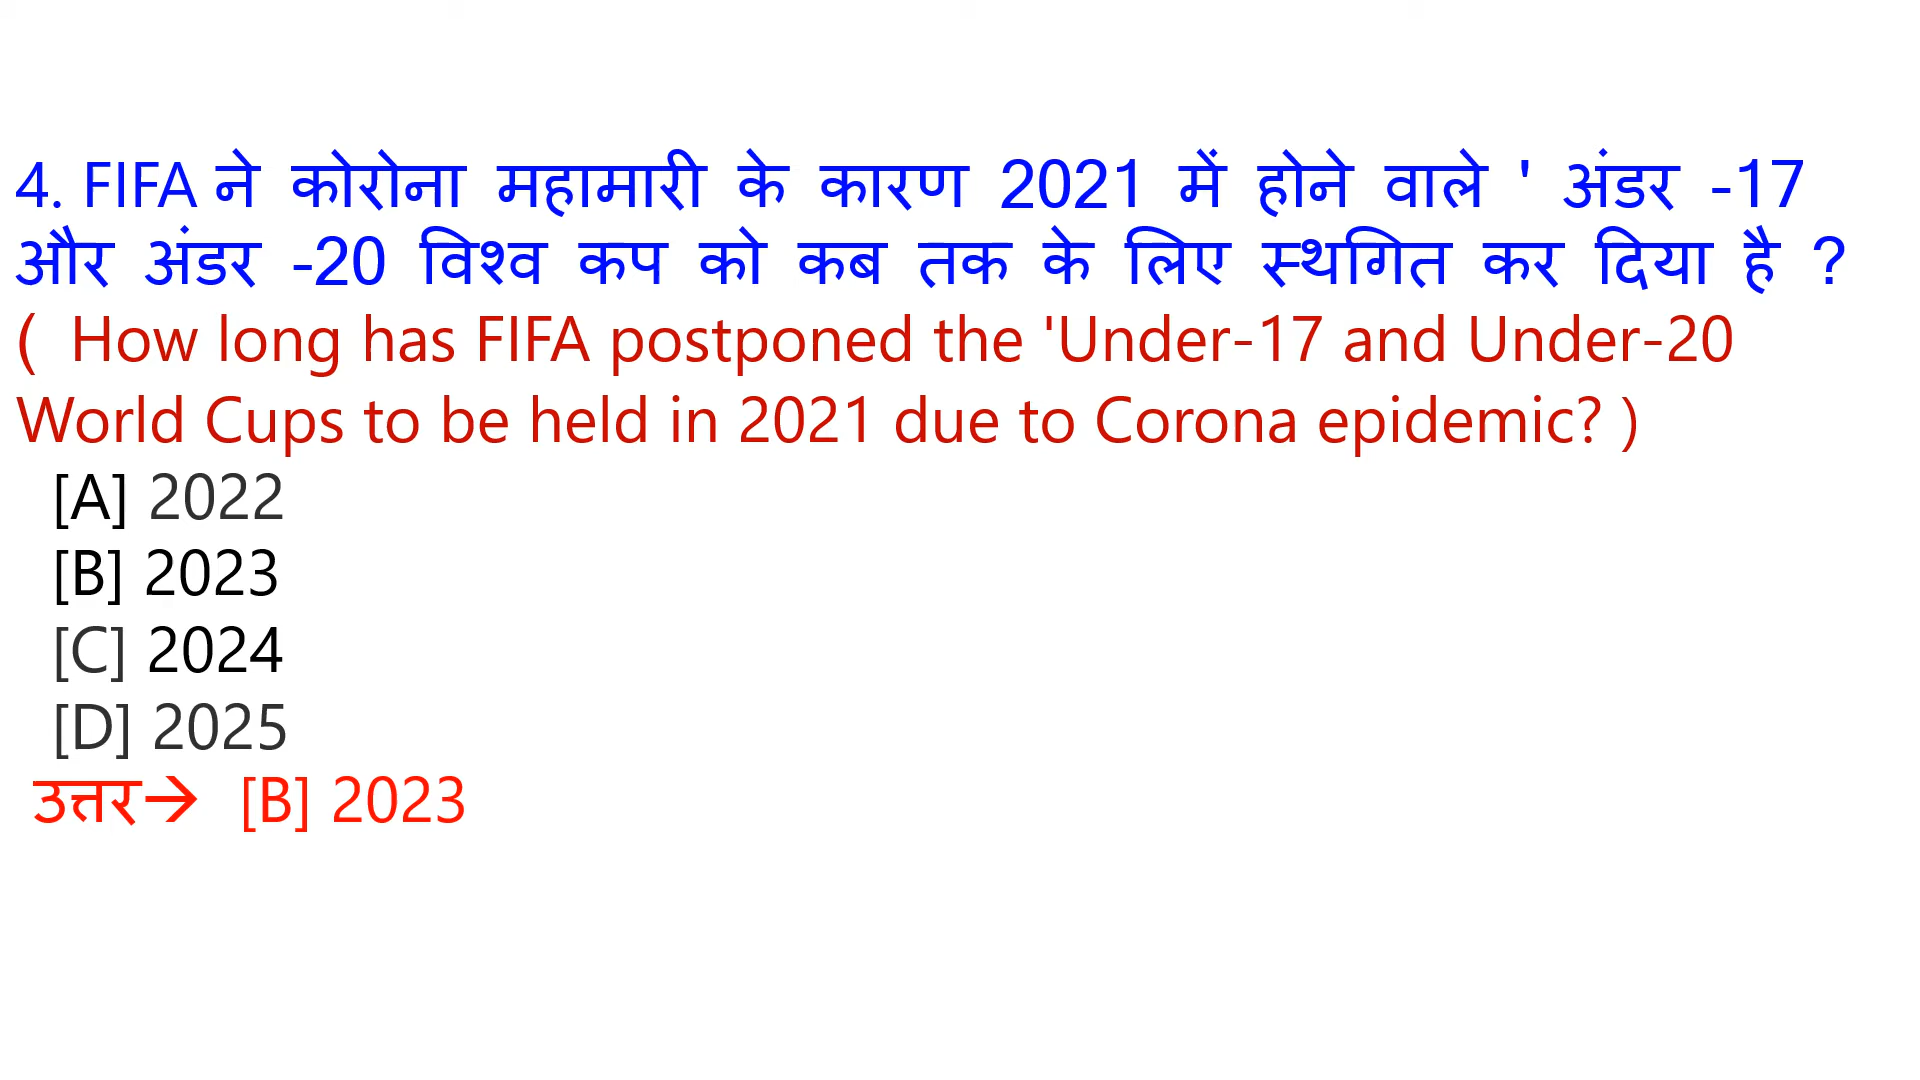 4. FIFA ने कोरोना महामारी के कारण 2021 में होने वाले ' अंडर -17
और अंडर -20 विश्व कप को कब तक के लिए स्थगित कर दिया है ?
( How long has FIFA postponed the 'Under-17 and Under-20
World Cups to be held in 2021 due to Corona epidemic? )
[A] 2022
[B] 2023
[C] 2024
[D] 2025
उत्तर→ [B] 2023